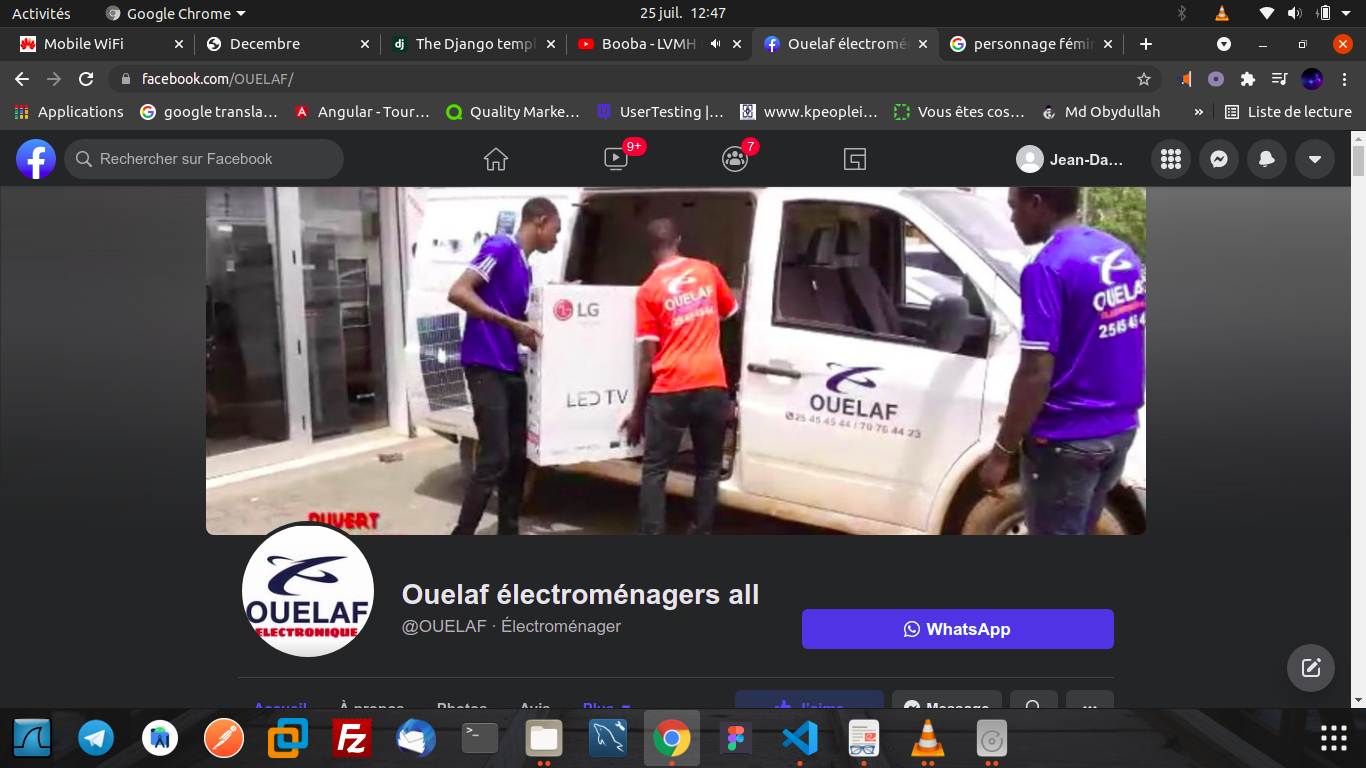 Activités
Google Chrome
25 juil. 12:47
Mobile WiFi
Decembre
The Django templ
Booba - LVMH
Ouelaf électromé
personnage fémi
facebook.com/OUELAF/
Applications
google transla...
Angular - Tour...
Quality Marke...
UserTesting |...
www.kpeoplei...
Vous êtes cos...
Md Obydullah
»
Liste de lecture
Rechercher sur Facebook
9+
7
Jean-Da...
LG
LED TV
OUELAF
OUELAF
25 45 45 44 / 70 76 44 23
OUVERT
OUELAF
ELECTRONIQUE
Ouelaf électroménagers all
@OUELAF · Électroménager
WhatsApp
Accueil
À propos
Photos
Avis
Plus
J'aime
Message